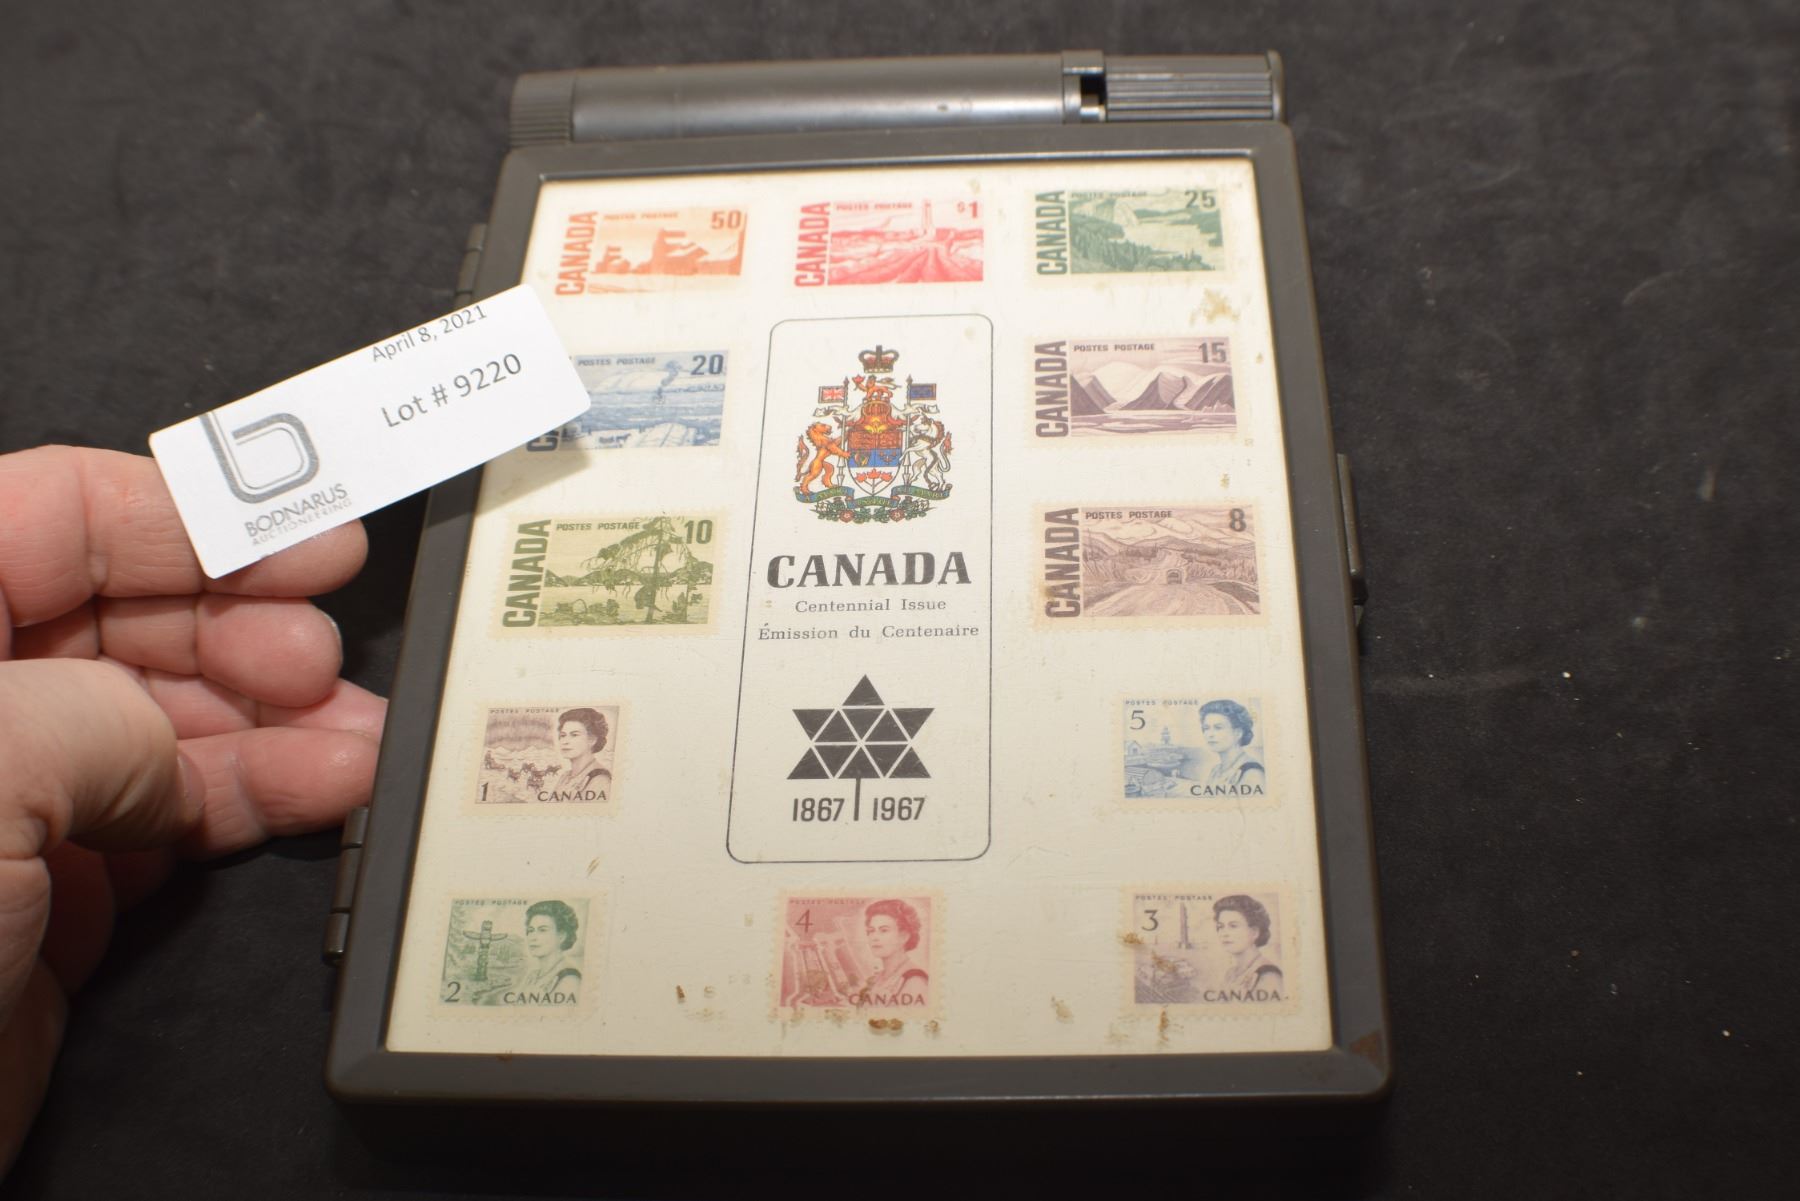 April 8, 2021
Lot # 9220
BODNARUS
AUCTIONEERING
POSTES POSTAGE 50
CANADA
POSTES POSTAGE $1
CANADA
POSTES POSTAGE 25
CANADA
POSTES POSTAGE 20
POSTES POSTAGE 15
CANADA
POSTES POSTAGE 10
CANADA
POSTES POSTAGE 8
CANADA
CANADA
Centennial Issue
Émission du Centenaire
1867 1967
POSTES POSTAGE
1 CANADA
POSTES POSTAGE
5
CANADA
POSTES POSTAGE
2 CANADA
POSTES POSTAGE
4
CANADA
POSTES POSTAGE
3
CANADA